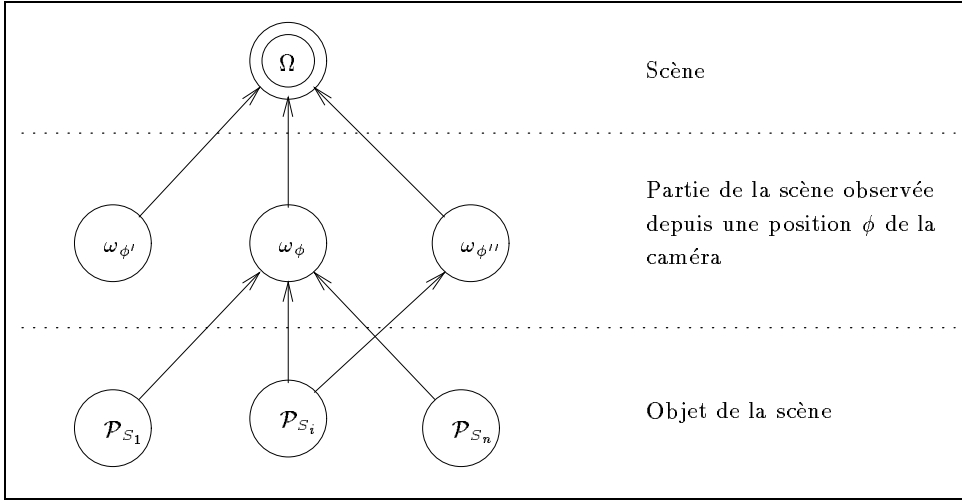 Ω
Scène
ω_ϕ′
ω_ϕ
ω_ϕ′′
Partie de la scène observée
depuis une position ϕ de la
caméra
𝒫_S₁
𝒫_Sᵢ
𝒫_Sₙ
Objet de la scène